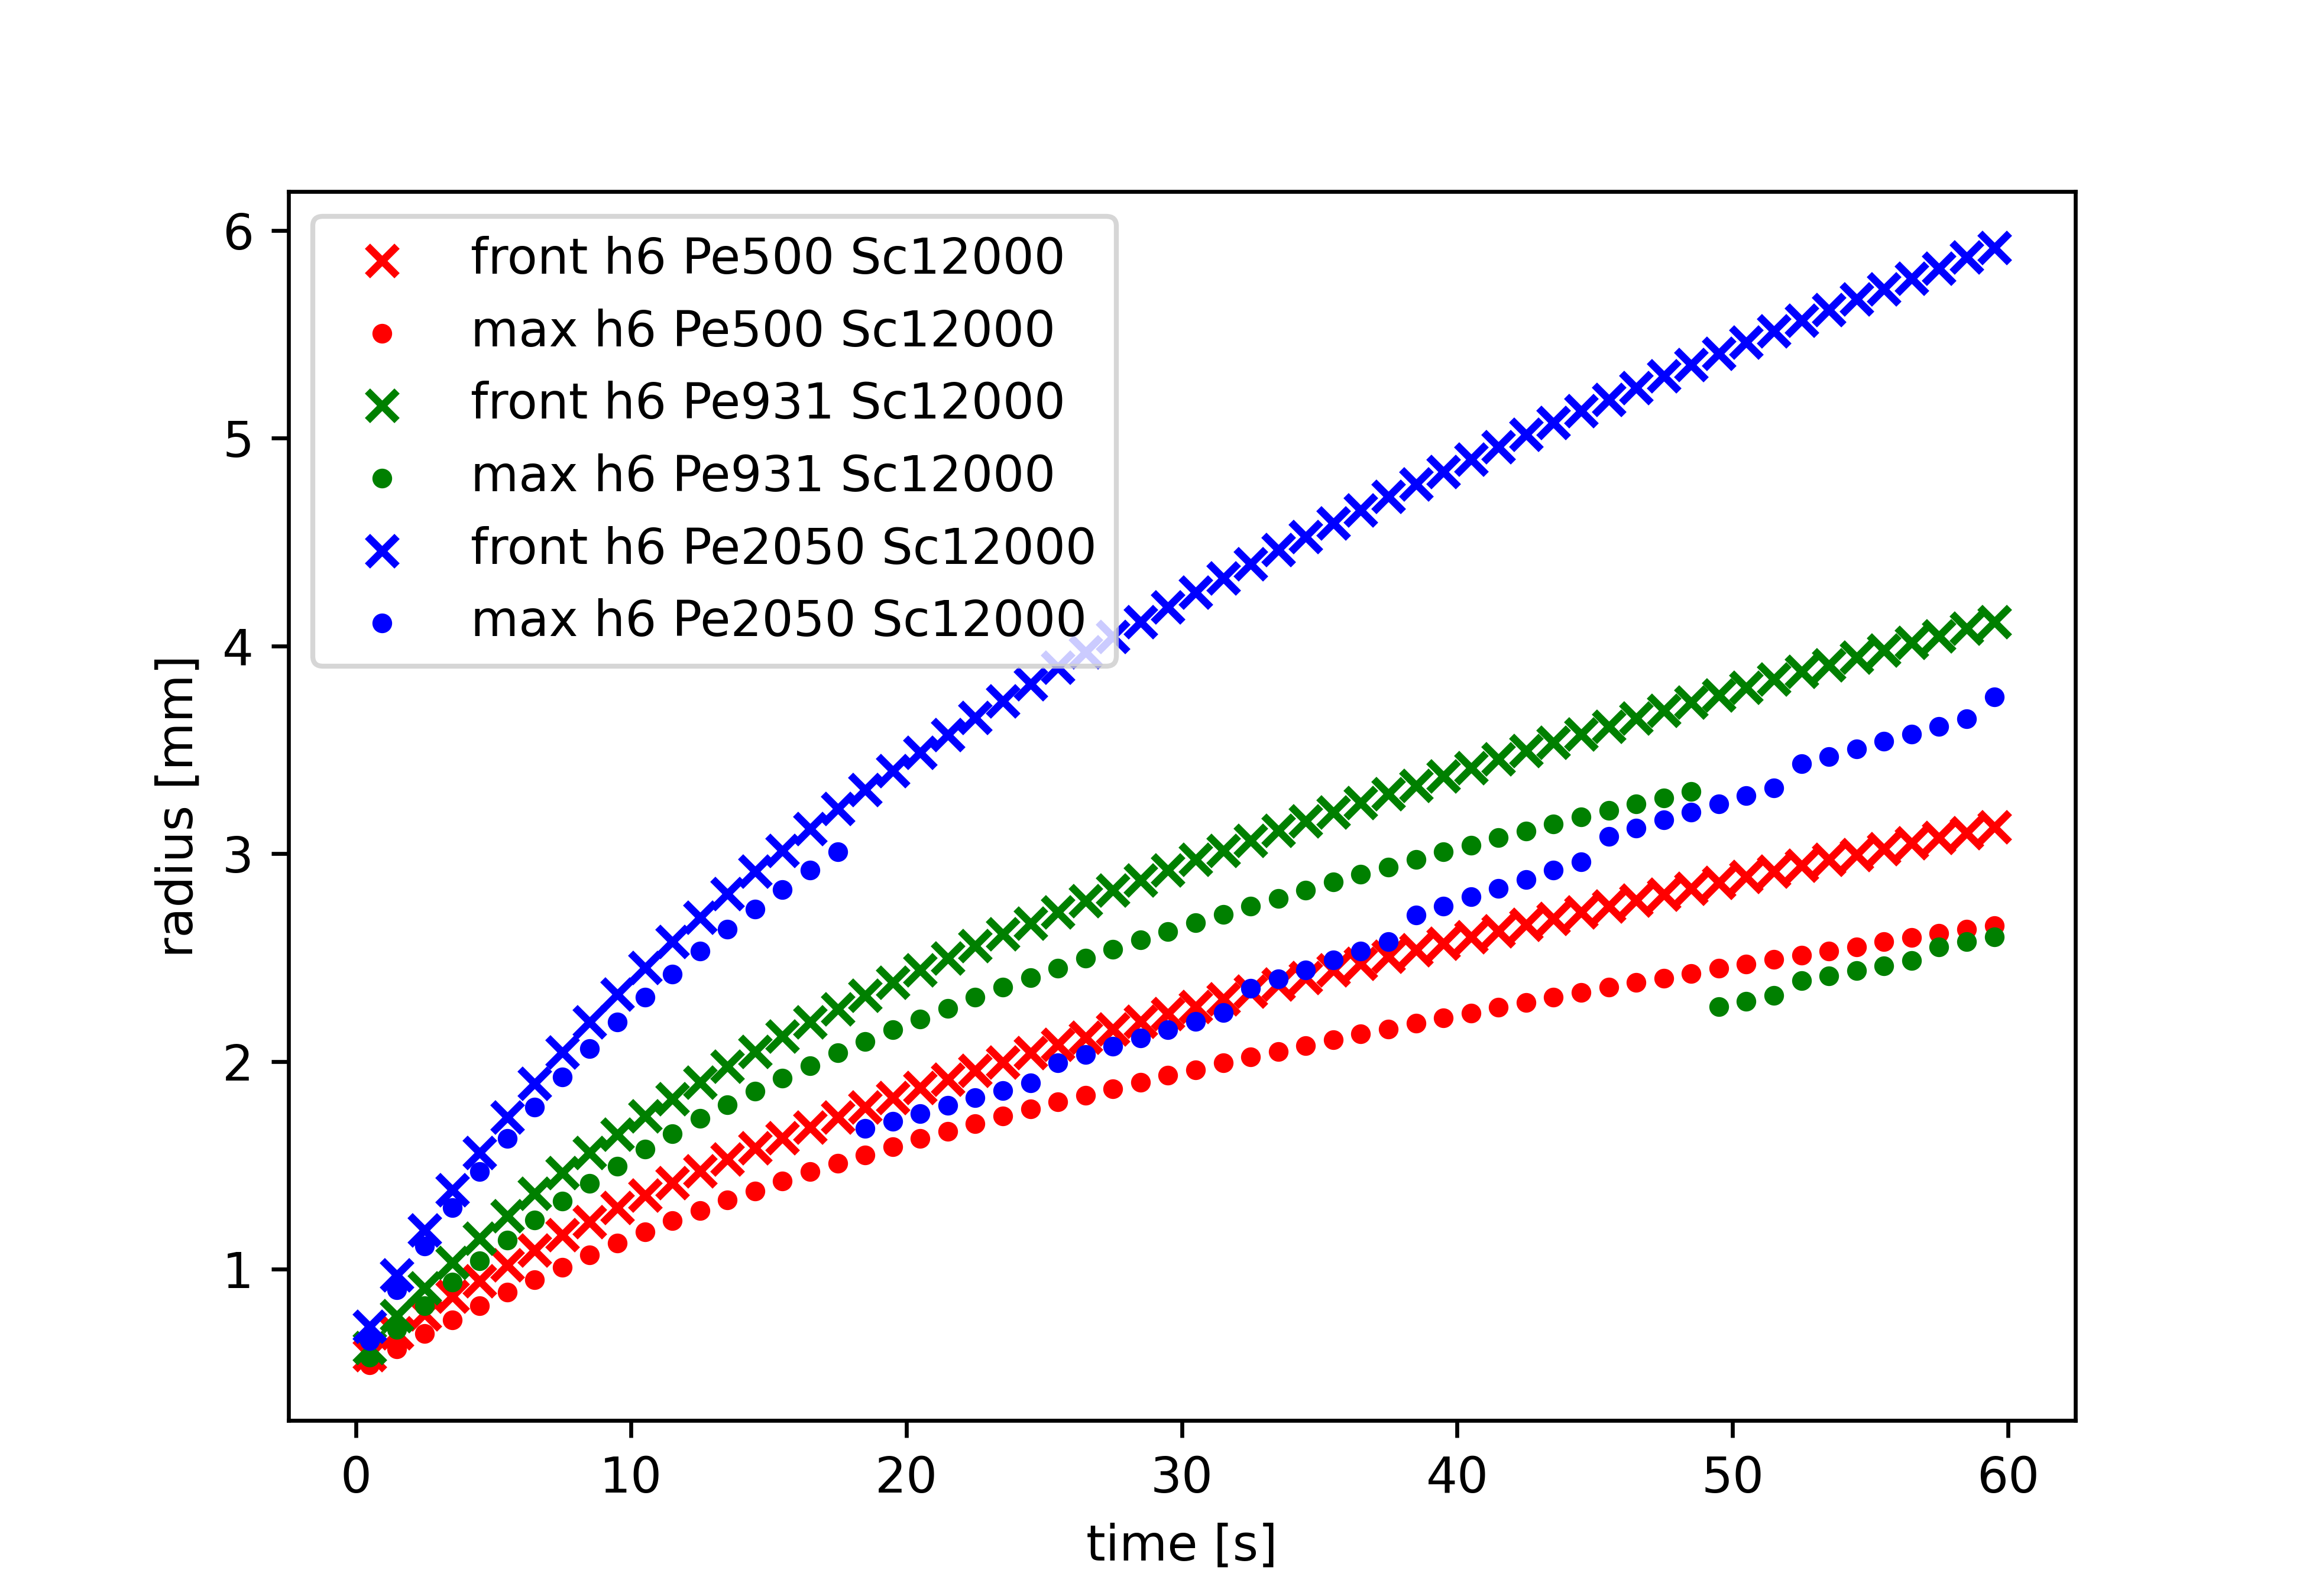 front h6 Pe500 Sc12000
max h6 Pe500 Sc12000
front h6 Pe931 Sc12000
max h6 Pe931 Sc12000
front h6 Pe2050 Sc12000
max h6 Pe2050 Sc12000
6
5
4
3
2
1
radius [mm]
0 10 20 30 40 50 60
time [s]